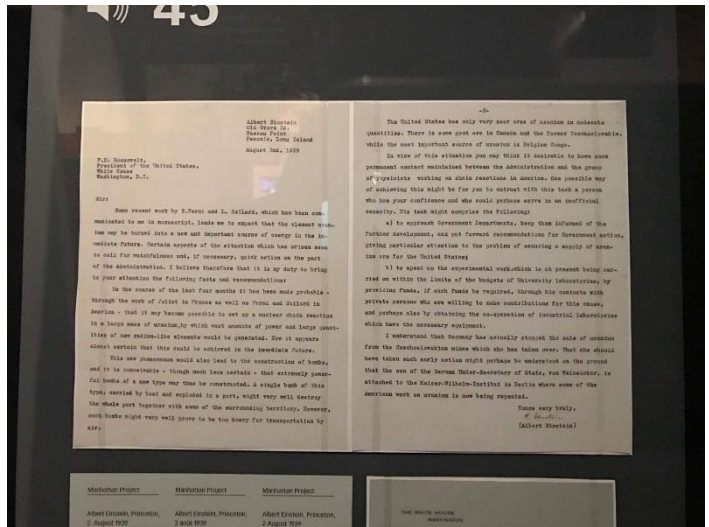 45
Albert Einstein
Old Grove Rd.
Nassau Point
Peconic, Long Island
August 2nd, 1939
F.D. Roosevelt,
President of the United States,
White House
Washington, D.C.
Sir:
Some recent work by E.Fermi and L. Szilard, which has been com-
municated to me in manuscript, leads me to expect that the element uran-
ium may be turned into a new and important source of energy in the im-
mediate future. Certain aspects of the situation which has arisen seem
to call for watchfulness and, if necessary, quick action on the part
of the Administration. I believe therefore that it is my duty to bring
to your attention the following facts and recommendations:
In the course of the last four months it has been made probable -
through the work of Joliot in France as well as Fermi and Szilard in
America - that it may become possible to set up a nuclear chain reaction
in a large mass of uranium,by which vast amounts of power and large quant-
ities of new radium-like elements would be generated. Now it appears
almost certain that this could be achieved in the immediate future.
This new phenomenon would also lead to the construction of bombs,
and it is conceivable - though much less certain - that extremely power-
ful bombs of a new type may thus be constructed. A single bomb of this
type, carried by boat and exploded in a port, might very well destroy
the whole port together with some of the surrounding territory. However,
such bombs might very well prove to be too heavy for transportation by
air.
-2-
The United States has only very poor ores of uranium in moderate
quantities. There is some good ore in Canada and the former Czechoslovakia,
while the most important source of uranium is Belgian Congo.
In view of this situation you may think it desirable to have some
permanent contact maintained between the Administration and the group
of physicists working on chain reactions in America. One possible way
of achieving this might be for you to entrust with this task a person
who has your confidence and who could perhaps serve in an inofficial
capacity. His task might comprise the following:
a) to approach Government Departments, keep them informed of the
further development, and put forward recommendations for Government action,
giving particular attention to the problem of securing a supply of uran-
ium ore for the United States;
b) to speed up the experimental work,which is at present being car-
ried on within the limits of the budgets of University laboratories, by
providing funds, if such funds be required, through his contacts with
private persons who are willing to make contributions for this cause,
and perhaps also by obtaining the co-operation of industrial laboratories
which have the necessary equipment.
I understand that Germany has actually stopped the sale of uranium
from the Czechoslovakian mines which she has taken over. That she should
have taken such early action might perhaps be understood on the ground
that the son of the German Under-Secretary of State, von Weizsäcker, is
attached to the Kaiser-Wilhelm-Institut in Berlin where some of the
American work on uranium is now being repeated.
Yours very truly,
A. Einstein
(Albert Einstein)
Manhattan Project Manhattan Project Manhattan Project
Albert Einstein, Princeton, Albert Einstein, Princeton, Albert Einstein, Princeton,
2. August 1939 2 août 1939 2 August 1939
THE WHITE HOUSE
WASHINGTON